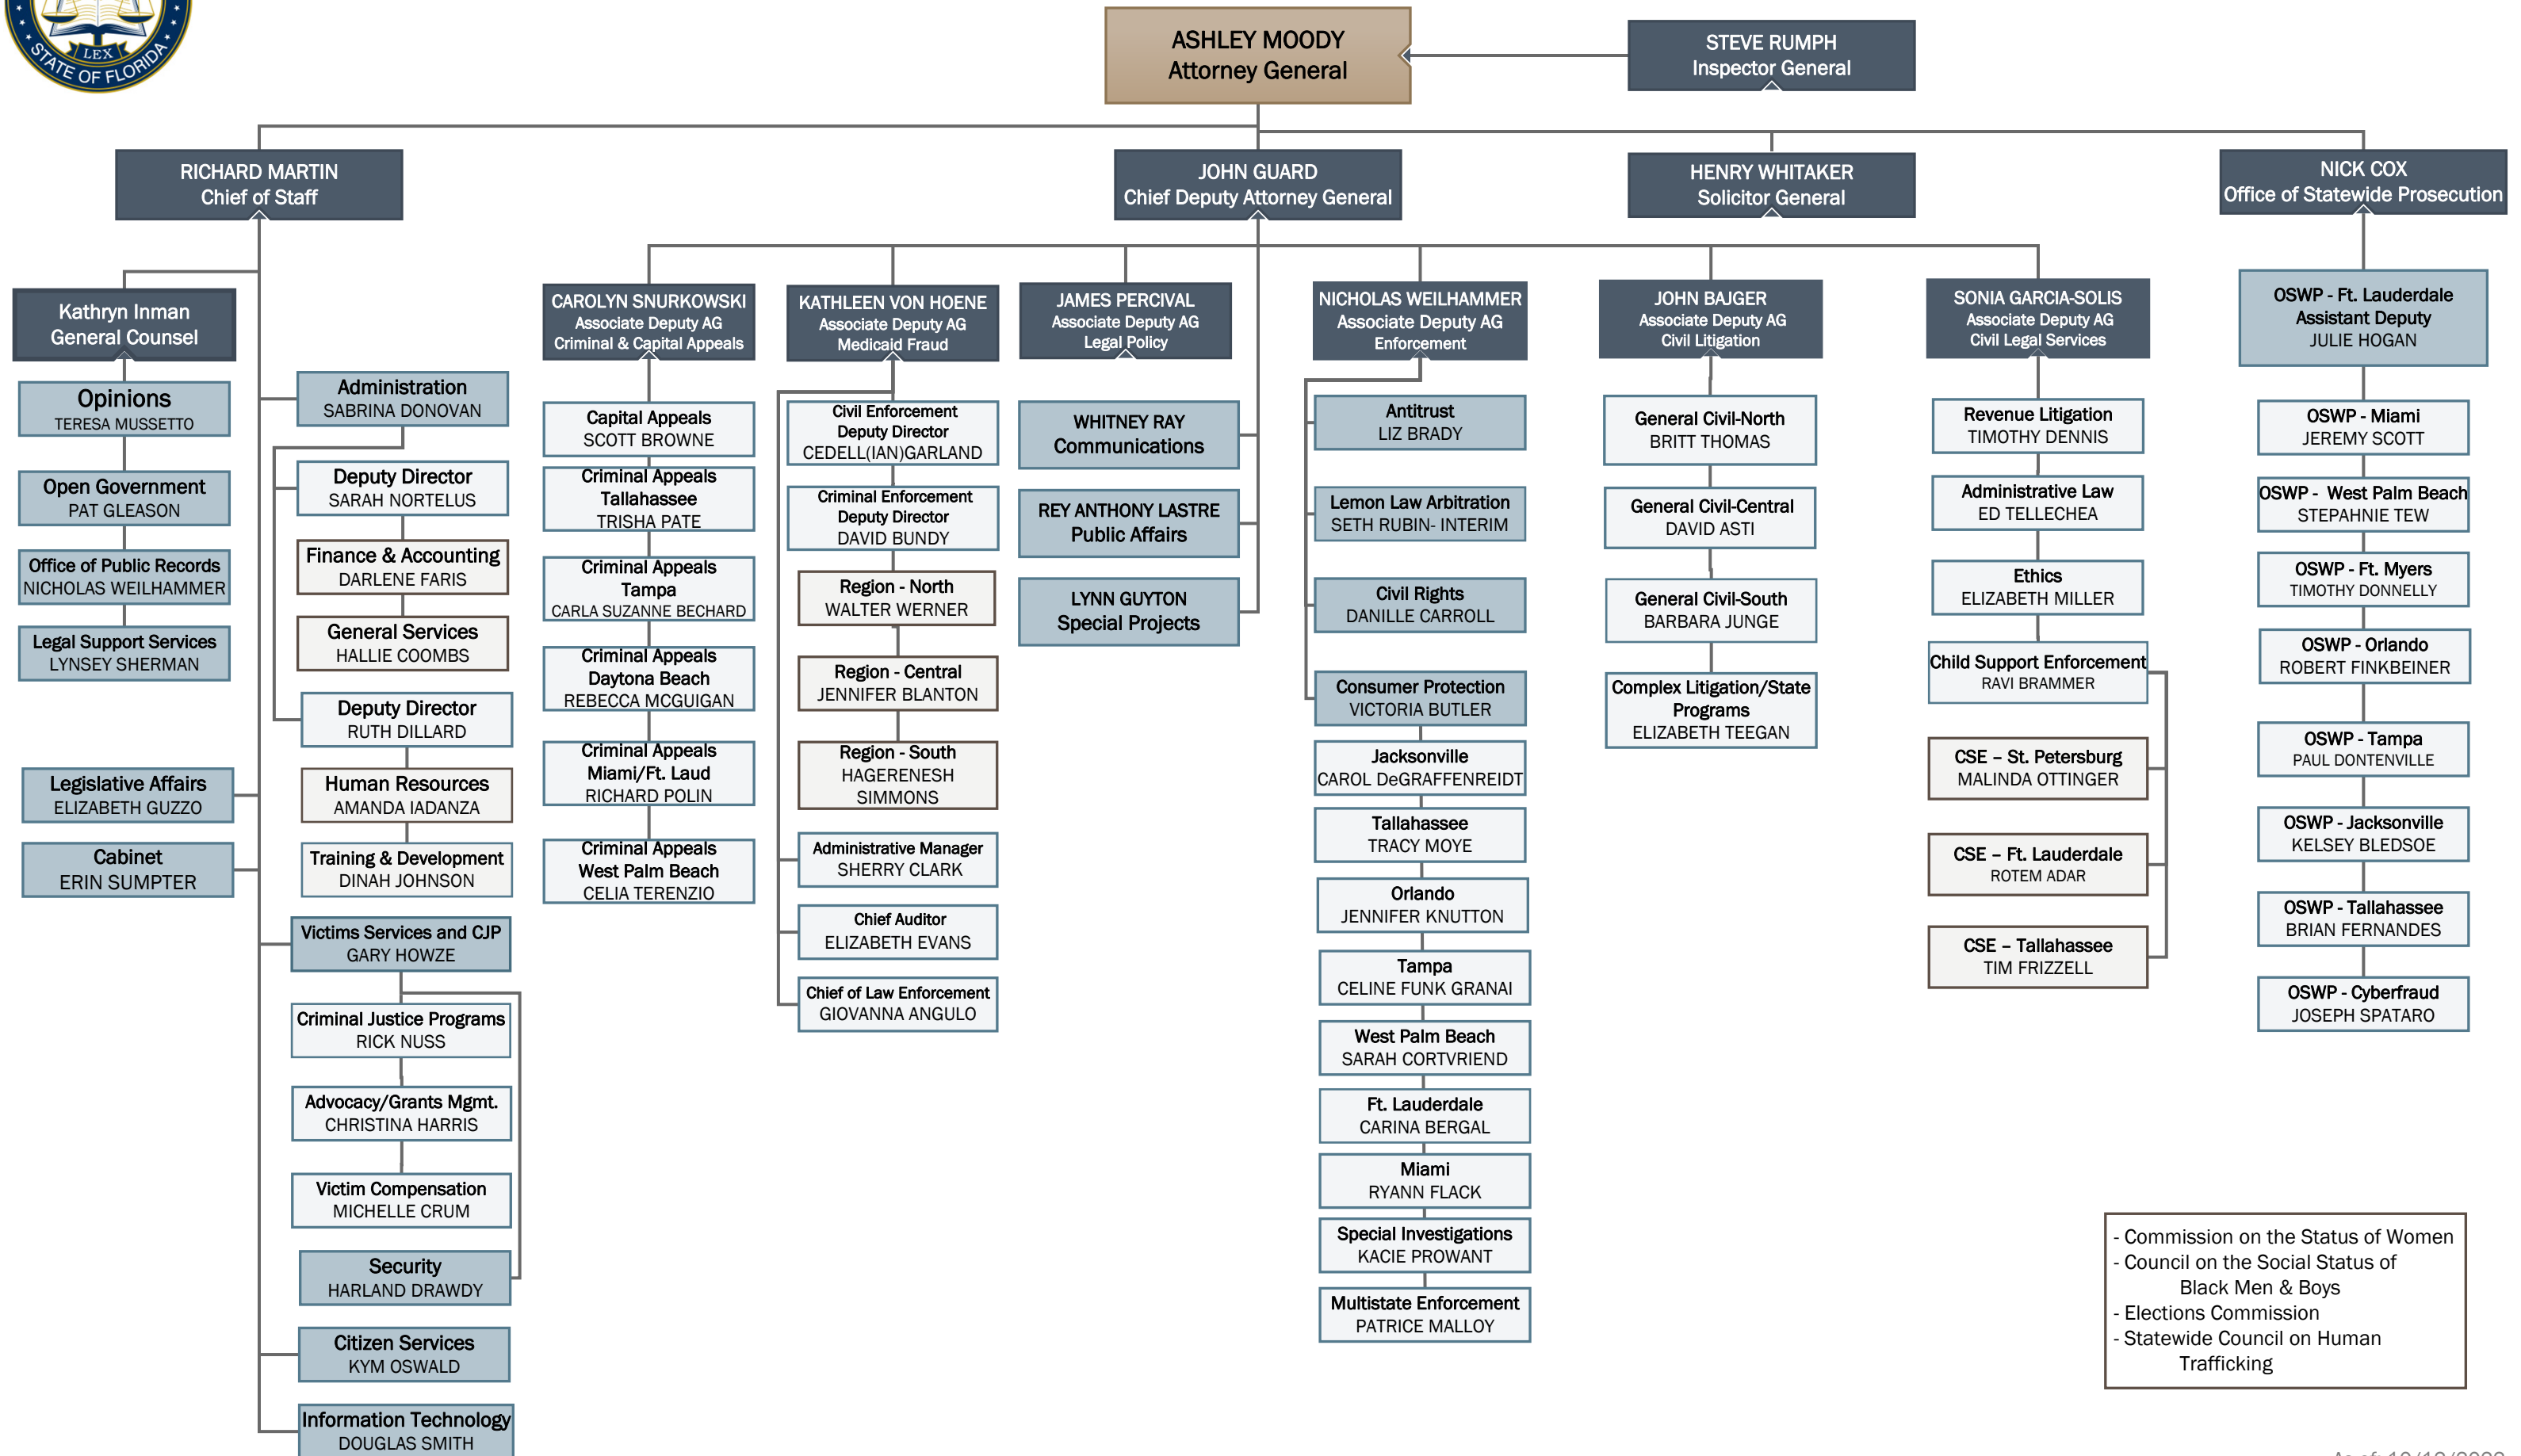 LEX
STATE OF FLORIDA
ASHLEY MOODY
Attorney General
STEVE RUMPH
Inspector General
RICHARD MARTIN
Chief of Staff
JOHN GUARD
Chief Deputy Attorney General
HENRY WHITAKER
Solicitor General
NICK COX
Office of Statewide Prosecution
Kathryn Inman
General Counsel
Opinions
TERESA MUSSETTO
Open Government
PAT GLEASON
Office of Public Records
NICHOLAS WEILHAMMER
Legal Support Services
LYNSEY SHERMAN
Legislative Affairs
ELIZABETH GUZZO
Cabinet
ERIN SUMPTER
Administration
SABRINA DONOVAN
Deputy Director
SARAH NORTELUS
Finance & Accounting
DARLENE FARIS
General Services
HALLIE COOMBS
Deputy Director
RUTH DILLARD
Human Resources
AMANDA IADANZA
Training & Development
DINAH JOHNSON
Victims Services and CJP
GARY HOWZE
Criminal Justice Programs
RICK NUSS
Advocacy/Grants Mgmt.
CHRISTINA HARRIS
Victim Compensation
MICHELLE CRUM
Security
HARLAND DRAWDY
Citizen Services
KYM OSWALD
Information Technology
DOUGLAS SMITH
CAROLYN SNURKOWSKI
Associate Deputy AG
Criminal & Capital Appeals
Capital Appeals
SCOTT BROWNE
Criminal Appeals
Tallahassee
TRISHA PATE
Criminal Appeals
Tampa
CARLA SUZANNE BECHARD
Criminal Appeals
Daytona Beach
REBECCA MCGUIGAN
Criminal Appeals
Miami/Ft. Laud
RICHARD POLIN
Criminal Appeals
West Palm Beach
CELIA TERENZIO
KATHLEEN VON HOENE
Associate Deputy AG
Medicaid Fraud
Civil Enforcement
Deputy Director
CEDELL(IAN)GARLAND
Criminal Enforcement
Deputy Director
DAVID BUNDY
Region - North
WALTER WERNER
Region - Central
JENNIFER BLANTON
Region - South
HAGERENESH
SIMMONS
Administrative Manager
SHERRY CLARK
Chief Auditor
ELIZABETH EVANS
Chief of Law Enforcement
GIOVANNA ANGULO
JAMES PERCIVAL
Associate Deputy AG
Legal Policy
WHITNEY RAY
Communications
REY ANTHONY LASTRE
Public Affairs
LYNN GUYTON
Special Projects
NICHOLAS WEILHAMMER
Associate Deputy AG
Enforcement
Antitrust
LIZ BRADY
Lemon Law Arbitration
SETH RUBIN- INTERIM
Civil Rights
DANILLE CARROLL
Consumer Protection
VICTORIA BUTLER
Jacksonville
CAROL DeGRAFFENREIDT
Tallahassee
TRACY MOYE
Orlando
JENNIFER KNUTTON
Tampa
CELINE FUNK GRANAI
West Palm Beach
SARAH CORTVRIEND
Ft. Lauderdale
CARINA BERGAL
Miami
RYANN FLACK
Special Investigations
KACIE PROWANT
Multistate Enforcement
PATRICE MALLOY
JOHN BAJGER
Associate Deputy AG
Civil Litigation
General Civil-North
BRITT THOMAS
General Civil-Central
DAVID ASTI
General Civil-South
BARBARA JUNGE
Complex Litigation/State
Programs
ELIZABETH TEEGAN
SONIA GARCIA-SOLIS
Associate Deputy AG
Civil Legal Services
Revenue Litigation
TIMOTHY DENNIS
Administrative Law
ED TELLECHEA
Ethics
ELIZABETH MILLER
Child Support Enforcement
RAVI BRAMMER
CSE – St. Petersburg
MALINDA OTTINGER
CSE – Ft. Lauderdale
ROTEM ADAR
CSE – Tallahassee
TIM FRIZZELL
OSWP - Ft. Lauderdale
Assistant Deputy
JULIE HOGAN
OSWP - Miami
JEREMY SCOTT
OSWP - West Palm Beach
STEPAHNIE TEW
OSWP - Ft. Myers
TIMOTHY DONNELLY
OSWP - Orlando
ROBERT FINKBEINER
OSWP - Tampa
PAUL DONTENVILLE
OSWP - Jacksonville
KELSEY BLEDSOE
OSWP - Tallahassee
BRIAN FERNANDES
OSWP - Cyberfraud
JOSEPH SPATARO
- Commission on the Status of Women
- Council on the Social Status of
Black Men & Boys
- Elections Commission
- Statewide Council on Human
Trafficking